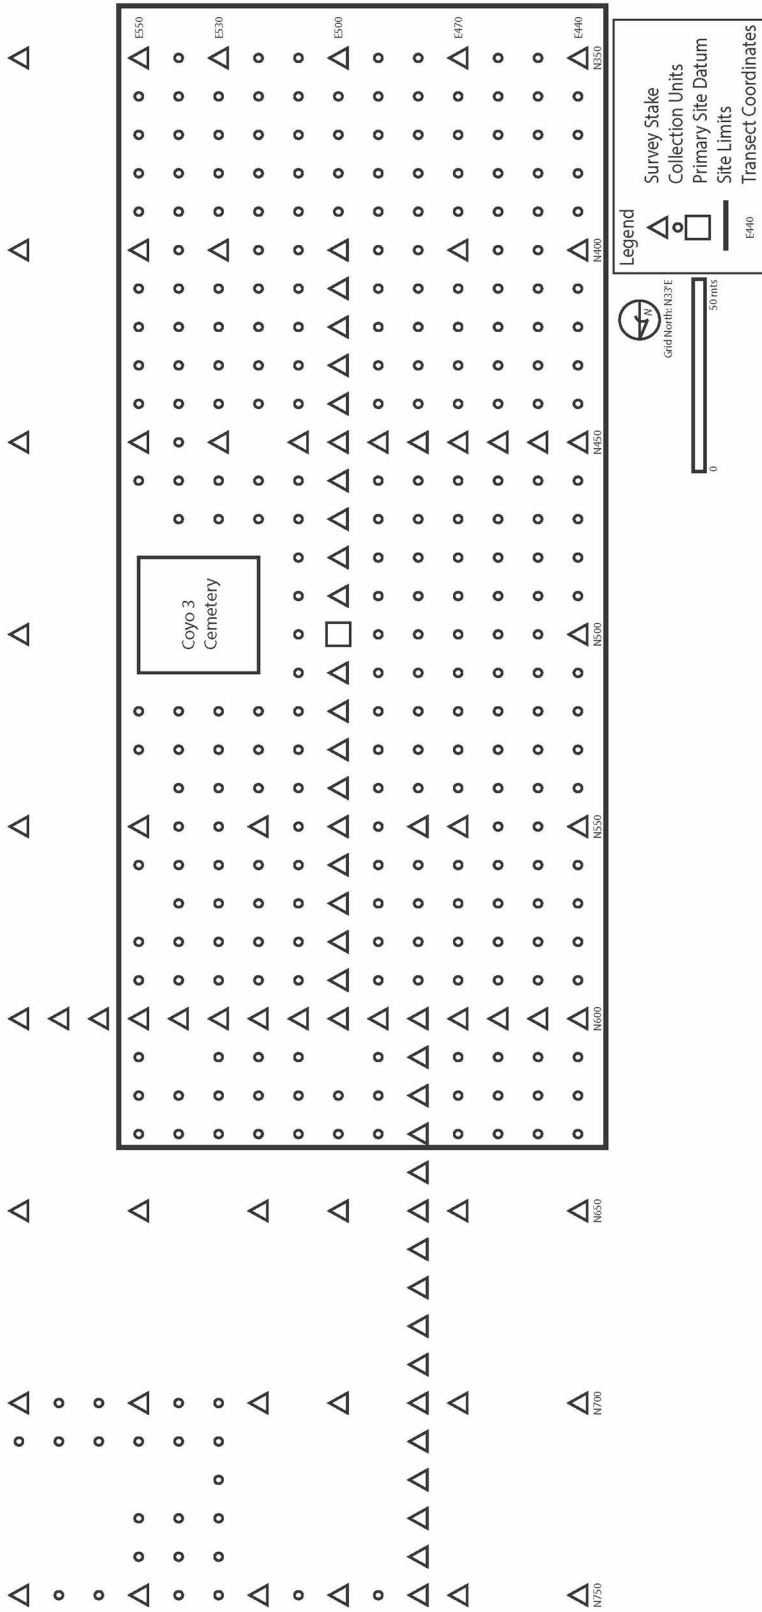 E550
E530
E500
E470
E440
N350
N400
N450
N500
N550
N600
N650
N700
N750
Coyo 3
Cemetery
Legend
Survey Stake
Collection Units
Primary Site Datum
Site Limits
E440
Transect Coordinates
N
Grid North: N33°E
0
50 mts